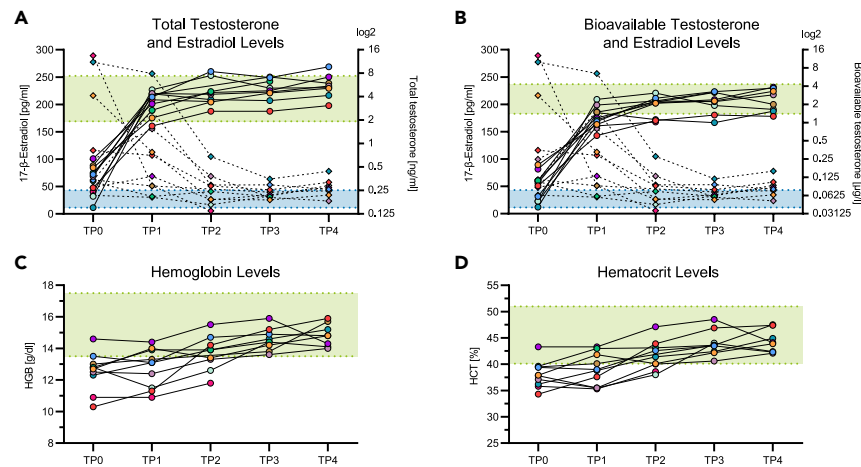 A
Total Testosterone
and Estradiol Levels
log2
300
250
200
150
100
50
0
17-β-Estradiol [pg/ml]
16
8
4
2
1
0.5
0.25
0.125
Total testosterone [ng/ml]
TP0 TP1 TP2 TP3 TP4
B
Bioavailable Testosterone
and Estradiol Levels
log2
300
250
200
150
100
50
0
17-β-Estradiol [pg/ml]
16
8
4
2
1
0.5
0.25
0.125
0.0625
0.03125
Bioavailable testosterone [µg/l]
TP0 TP1 TP2 TP3 TP4
C
Hemoglobin Levels
18
16
14
12
10
8
HGB [g/dl]
TP0 TP1 TP2 TP3 TP4
D
Hematocrit Levels
55
50
45
40
35
30
25
HCT [%]
TP0 TP1 TP2 TP3 TP4